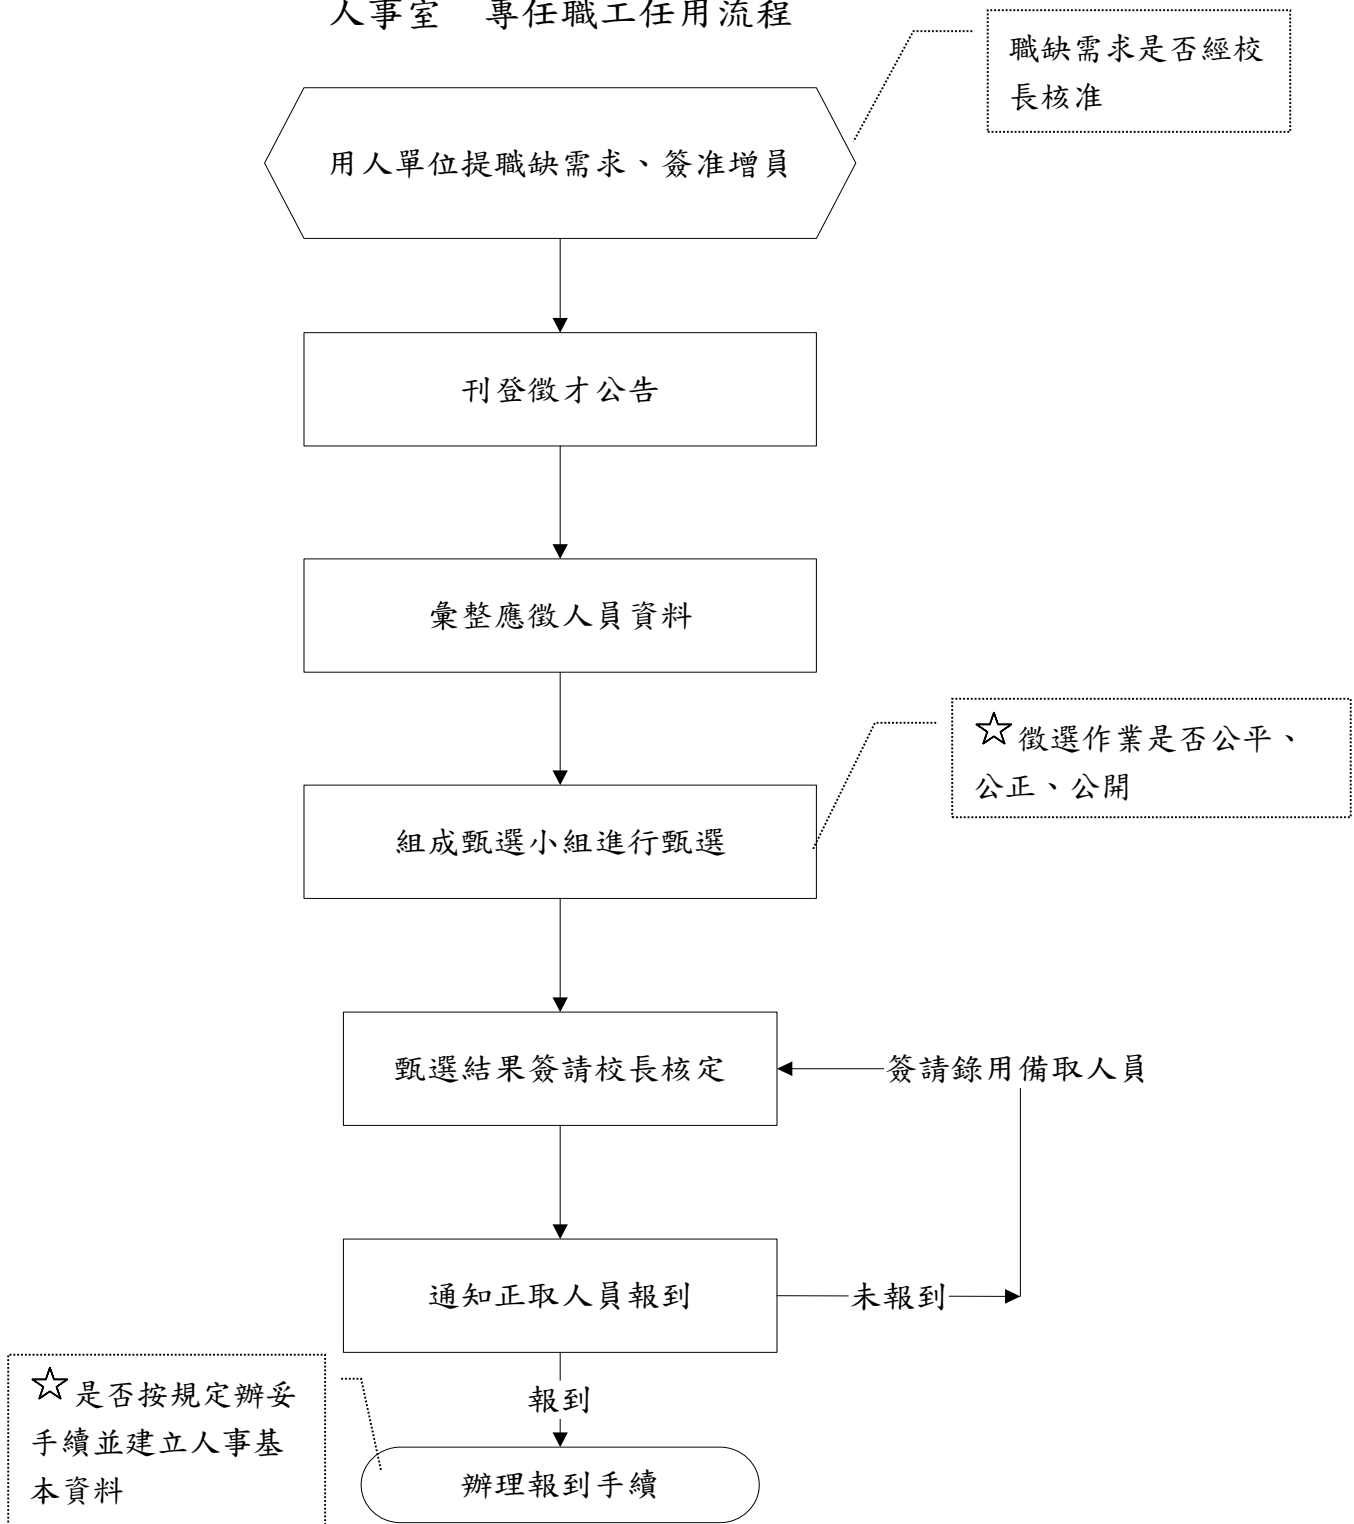 人事室　專任職工任用流程
職缺需求是否經校
長核准
用人單位提職缺需求、簽准增員
刊登徵才公告
彙整應徵人員資料
☆徵選作業是否公平、
公正、公開
組成甄選小組進行甄選
甄選結果簽請校長核定
簽請錄用備取人員
通知正取人員報到
未報到
報到
☆是否按規定辦妥
手續並建立人事基
本資料
辦理報到手續